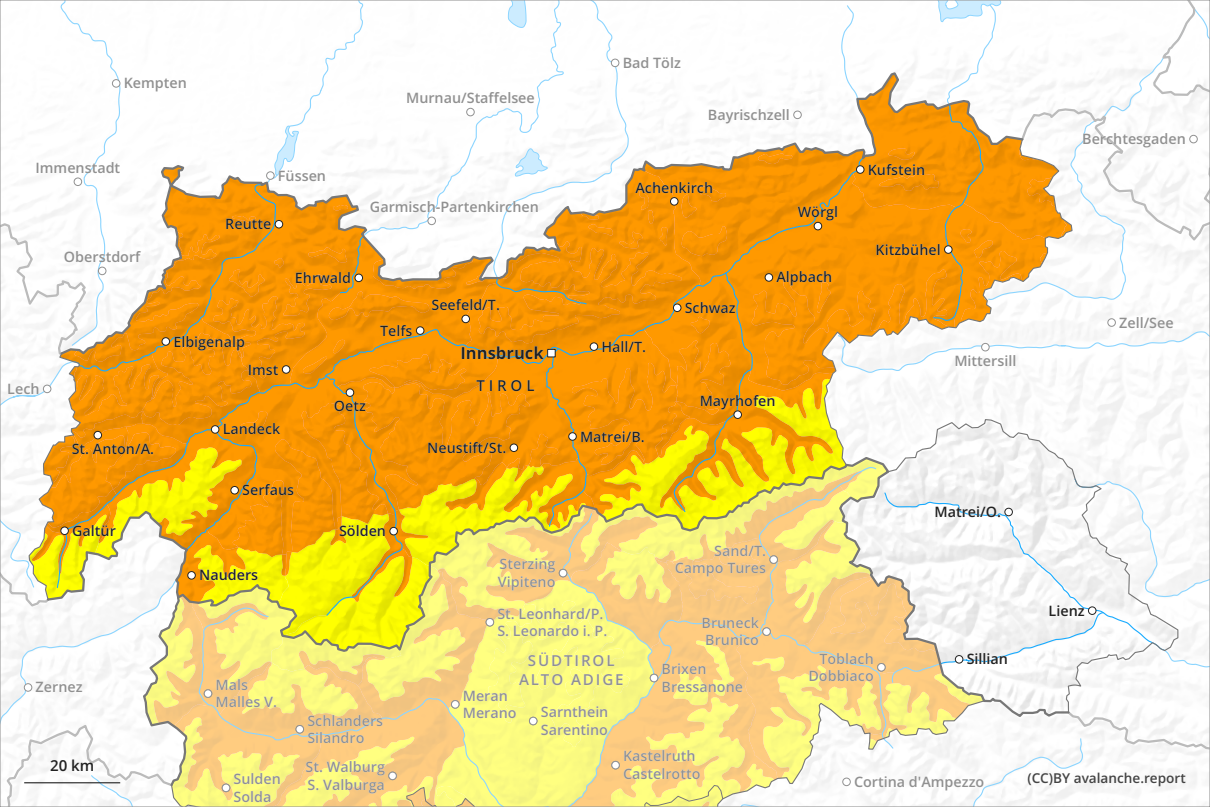 Bad Tölz
Kempten
Murnau/Staffelsee
Bayrischzell
Berchtesgaden
Immenstadt
Füssen
Kufstein
Achenkirch
Garmisch-Partenkirchen
Wörgl
Reutte
Kitzbühel
Oberstdorf
Ehrwald
Alpbach
Seefeld/T.
Schwaz
Zell/See
Telfs
Elbigenalp
Hall/T.
Innsbruck
Mittersill
Imst
TIROL
Lech
Oetz
Mayrhofen
Landeck
Matrei/B.
St. Anton/A.
Neustift/St.
Serfaus
Matrei/O.
Galtür
Sölden
Sand/T.
Campo Tures
Sterzing
Vipiteno
Nauders
Lienz
St. Leonhard/P.
S. Leonardo i. P.
Bruneck
Brunico
SÜDTIROL
ALTO ADIGE
Toblach
Dobbiaco
Sillian
Brixen
Bressanone
Zernez
Mals
Malles V.
Meran
Merano
Sarnthein
Sarentino
Schlanders
Silandro
Kastelruth
Castelrotto
St. Walburg
S. Valburga
20 km
Sulden
Solda
Cortina d'Ampezzo
(CC)BY avalanche.report